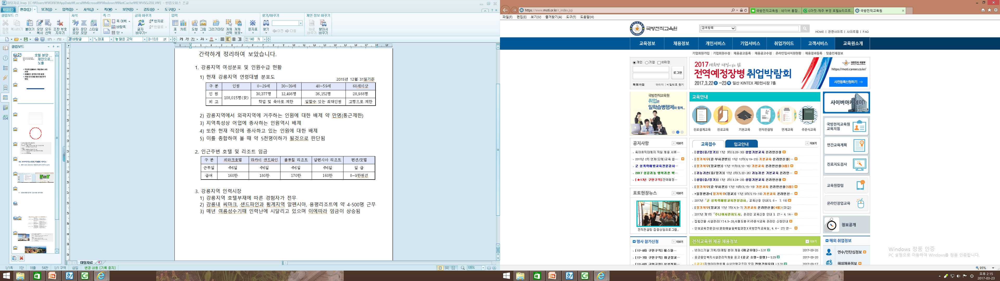 미팅자료.hwp [C:\Users\WORK\AppData\Local\Microsoft\Windows\INetCache\IE\V5GJ2ULV\] - 한컴오피스 흔글
파일(F) 편집(E) 보기(U) 입력(D) 서식(J) 쪽(W) 보안(R) 검토(H) 도구(K)
클립보드 서식 쪽 글자 바꾸기 입력 찾기/바꾸기 개인 정보 바꾸기
오려 두기 복사하기 붙이기 모양 복사 모두 선택 조판 부호 지우기 글자 모양 문단 모양 스타일 쪽 여백 바탕쪽 단 글자 바꾸기 한자로 한글로 표 차트 도형 그림 그리기마당 개체 선택 개체 보호 문자표 찾기 이전 다음 바로 바꾸기 찾아서 바꾸기
바탕글 대표 맑은 고딕 13,0 pt 가 가 가 가 가 140 %
클립보드
호텔 분양 ...
제안으로...
노출
간략하게 정리하여 보았습니다.
1. 강릉지역 여성분포 및 인원수급 현황
1) 현재 강릉지역 연령대별 분포도
2015년 12월 31일기준
구 분 인원 0~29세 30~39세 40~59세 60세이상
인 원 108,015명(女) 30,377명 12,498명 36,152명 28,988명
비 고 학업 및 육아로 제한 일할수 있는 최대인원 고령으로 제한
2) 강릉지역에서 외곽지역에 거주하는 인원에 대한 배제 약 만명(통근제한)
3) 지역특성상 어업에 종사하는 인원역시 배제
4) 또한 현재 직장에 종사하고 있는 인원에 대한 배제
5) 이를 종합하여 볼 때 약 5천명이하가 될것으로 판단됨
2. 인근주변 호텔 및 리조트 임금
구 분 씨마크호텔 라카이 샌드파인 블루힐 리조트 알펜시아 리조트 펜션/모텔
근무일 주6일 주6일 주6일 주6일 일 급
급여 160만 180만 170만 160만 8~9만원선
3. 강릉지역 인력시장
1) 강릉지역 호텔부재에 따른 경험자가 전무
2) 강릉내 씨마크, 샌드파인과 횡계지역 알펜시아, 용평리조트에 약 4-500명 근무
3) 매년 여름성수기때 인력난에 시달리고 있으며 이에따라 임금이 상승됨
미팅자료
1/1쪽 1단 18줄 54칸 1/1 구역 삽입 변경 내용 [기록 중지] 105%
https://www.moti.or.kr/r_index.jsp
국방전직교육원 : 네이버 통합... G마켓-제주 부영 호텔&리조트... 국방전직교육원
파일(F) 편집(E) 보기(V) 즐겨찾기(A) 도구(T) 도움말(H)
국방전직교육원
검색항목
HOME | 관련사이트 | 사이트맵 | FAQ
교육정보 채용정보 개인서비스 기업서비스 취업가이드 고객서비스 교육원소개
기업회원가입 | 기업회원수정 | 채용공고등록 | 채용공고수정 | 온라인입사지원현황 | 채용결과등록 | 맞춤인재정보
개인 기업 ID저장
로그인
회원가입 아이디 | 비밀번호 찾기
2017 새희망 내일이 있는 삶
전역예정장병 취업박람회
2017.3.22 수 ~23 목 일산 KINTEX 제2전시장 7홀
대한민국 국방부
https://moti.career.co.kr/
사전등록신청하기 →
국방전직교육원
취업은
일학습병행제와 함께...
교육안내
진로설계교육 진로교육 기본교육 전직컨설팅 연계교육 주문식교육
사이버아카데미
국방전직교육원
교육지침
연간교육계획
진로지도검사
교육원칼럼
온라인창업교육
정보공개
해외 취업정보
연수/인턴십정보
해외채용정보
공지사항 더보기
육아휴직대체자 직일 채용 서류...
2017년 2차 연계(단체)교육 참...
군 성폭력예방교육전문강사...
2017 성공귀농 행복귀촌 박...
[★17년 구인구직]전역예정...
포토현장뉴스 더보기
전직컨설팅 집중상담프로그램..
행사 참가신청 더보기
[17-8차 구인구직] 에스원...
[17-7차 구인구직] 여군장교...
[17-6차 구인구직] 삼성전자...
교육접수 입교안내 더보기
[창업(중/장기)] 17년 3차(6.26~30) 창업기본교육 온라인신청
[장기복무(준·부사관반)] 17년 12차(6.19~23) 기본교육 온라인신청(...
[장기복무(장교반)] 17년 11차(6.12~16) 기본교육 온라인신청(6월)
[귀농귀촌(중/장기)] 17년 2차(5.22~26) 귀농귀촌 기본교육 온라인...
[창업(중/장기)] 17년 2차(4.24~28) 창업기본교육 온라인신청
[장기복무(준·부사관)] 17년 10차(5.15~19) 기본교육 온라인신청(5월)
*일정변경*[장기복무(장교)] 17년 9차(5.15~19) 기본교육 온라인신...
2017년「군 성폭력예방교육전문강사」교육신청 안내(5. 8 ~ 7. 19)
[장기복무(장교)] 17년 7차(4.3~7) 기본교육 온라인신청(4월)(마감)
2017년 제1차「주니어사관지도사」온라인 교육신청 안내 3. 27 ~ 4. 14...
집합건물 시설관리(17.4.3~28,서울도봉구)주문식교육 온라인 신청안내
안보교육전문강사(문화예술융복합과정)(국방전직교육원, 4. 4 ~ 27) 연...
전직교육원 제공 채용정보 더보기
넷아스기술 기획/마케팅 분야 채용 (여군우대) ~ 3.31 2017-03-20
공군중앙복지시설관리직채용 공고 (공군 소령~중령) ~ 3.29 2017-03-20
2017-03-17
Windows 정품 인증
PC 설정으로 이동하여 Windows를 정품 인증합니다.
95%
오후 2:15
2017-03-23